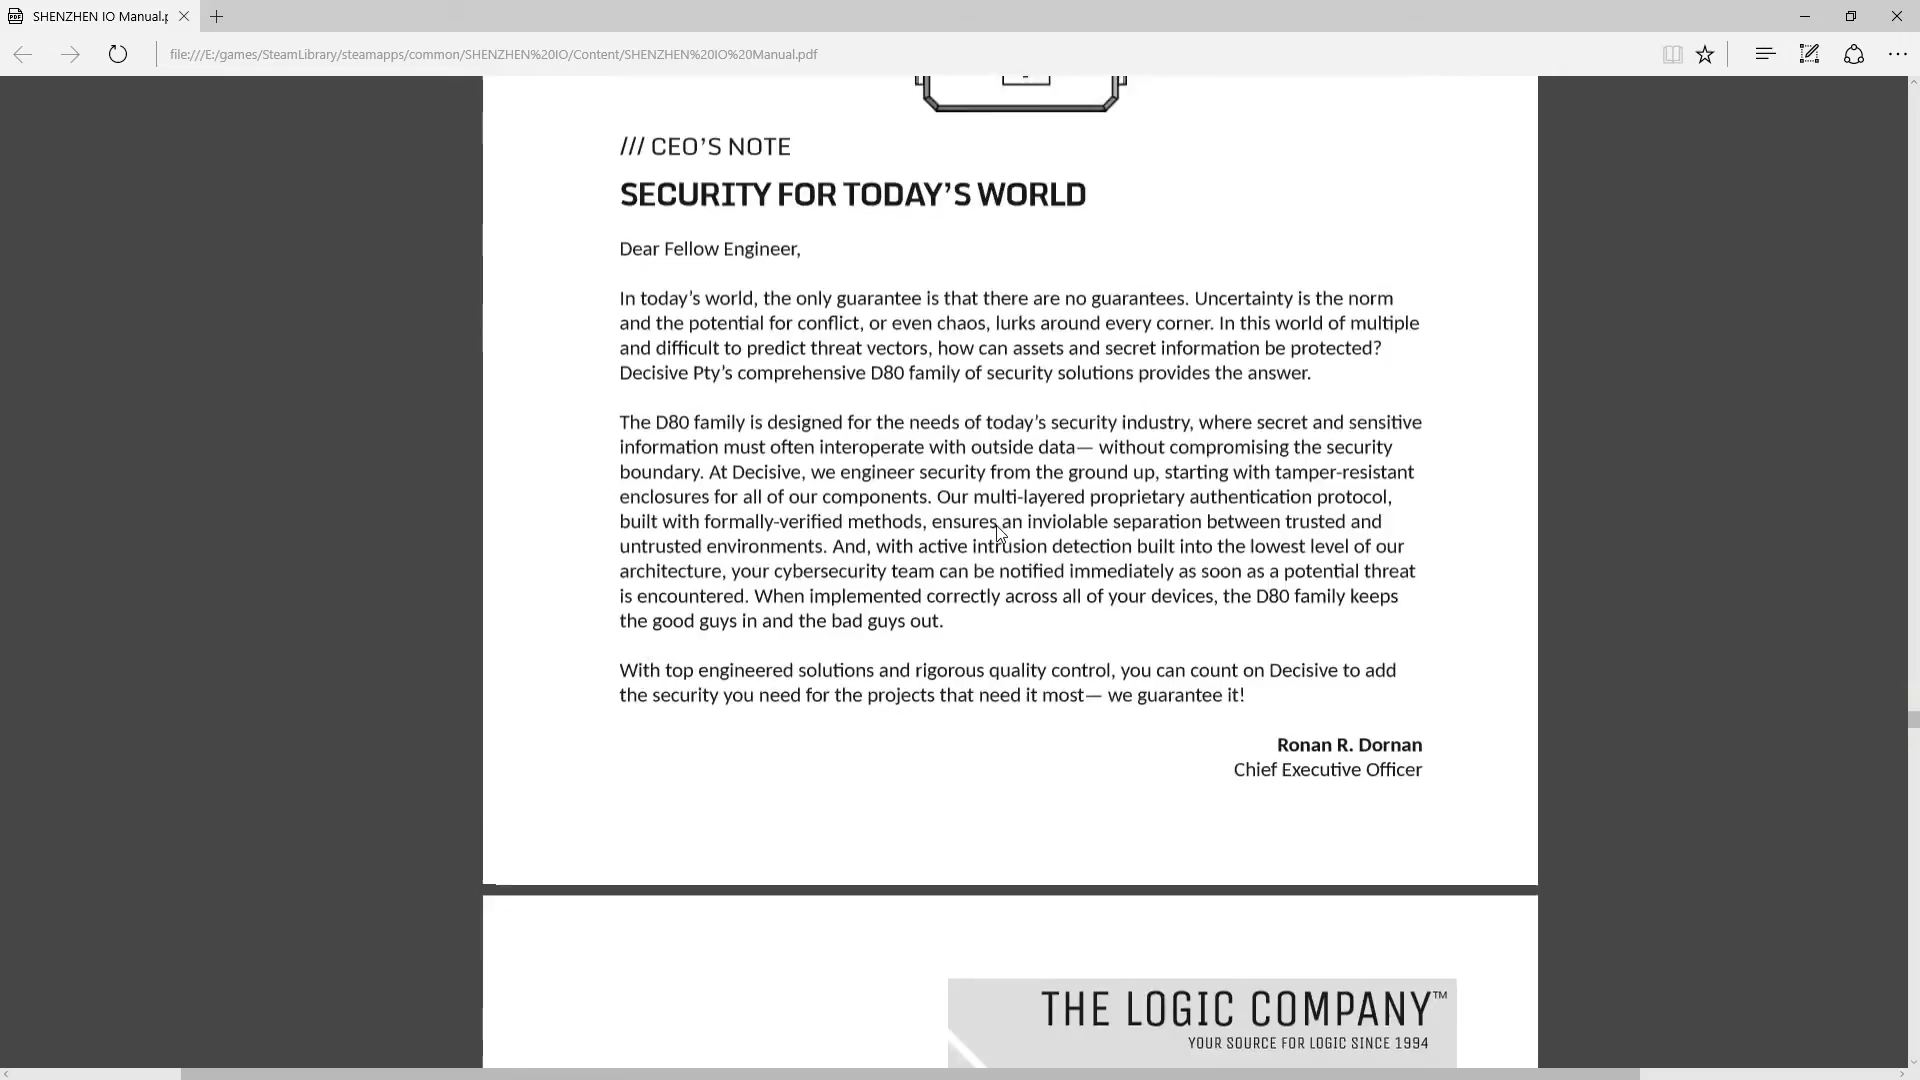 SHENZHEN IO Manual.p
file:///E:/games/SteamLibrary/steamapps/common/SHENZHEN%20IO/Content/SHENZHEN%20IO%20Manual.pdf
/// CEO’S NOTE
SECURITY FOR TODAY’S WORLD
Dear Fellow Engineer,
In today’s world, the only guarantee is that there are no guarantees. Uncertainty is the norm
and the potential for conflict, or even chaos, lurks around every corner. In this world of multiple
and difficult to predict threat vectors, how can assets and secret information be protected?
Decisive Pty’s comprehensive D80 family of security solutions provides the answer.
The D80 family is designed for the needs of today’s security industry, where secret and sensitive
information must often interoperate with outside data— without compromising the security
boundary. At Decisive, we engineer security from the ground up, starting with tamper-resistant
enclosures for all of our components. Our multi-layered proprietary authentication protocol,
built with formally-verified methods, ensures an inviolable separation between trusted and
untrusted environments. And, with active intrusion detection built into the lowest level of our
architecture, your cybersecurity team can be notified immediately as soon as a potential threat
is encountered. When implemented correctly across all of your devices, the D80 family keeps
the good guys in and the bad guys out.
With top engineered solutions and rigorous quality control, you can count on Decisive to add
the security you need for the projects that need it most— we guarantee it!
Ronan R. Dornan
Chief Executive Officer
THE LOGIC COMPANY™
YOUR SOURCE FOR LOGIC SINCE 1994